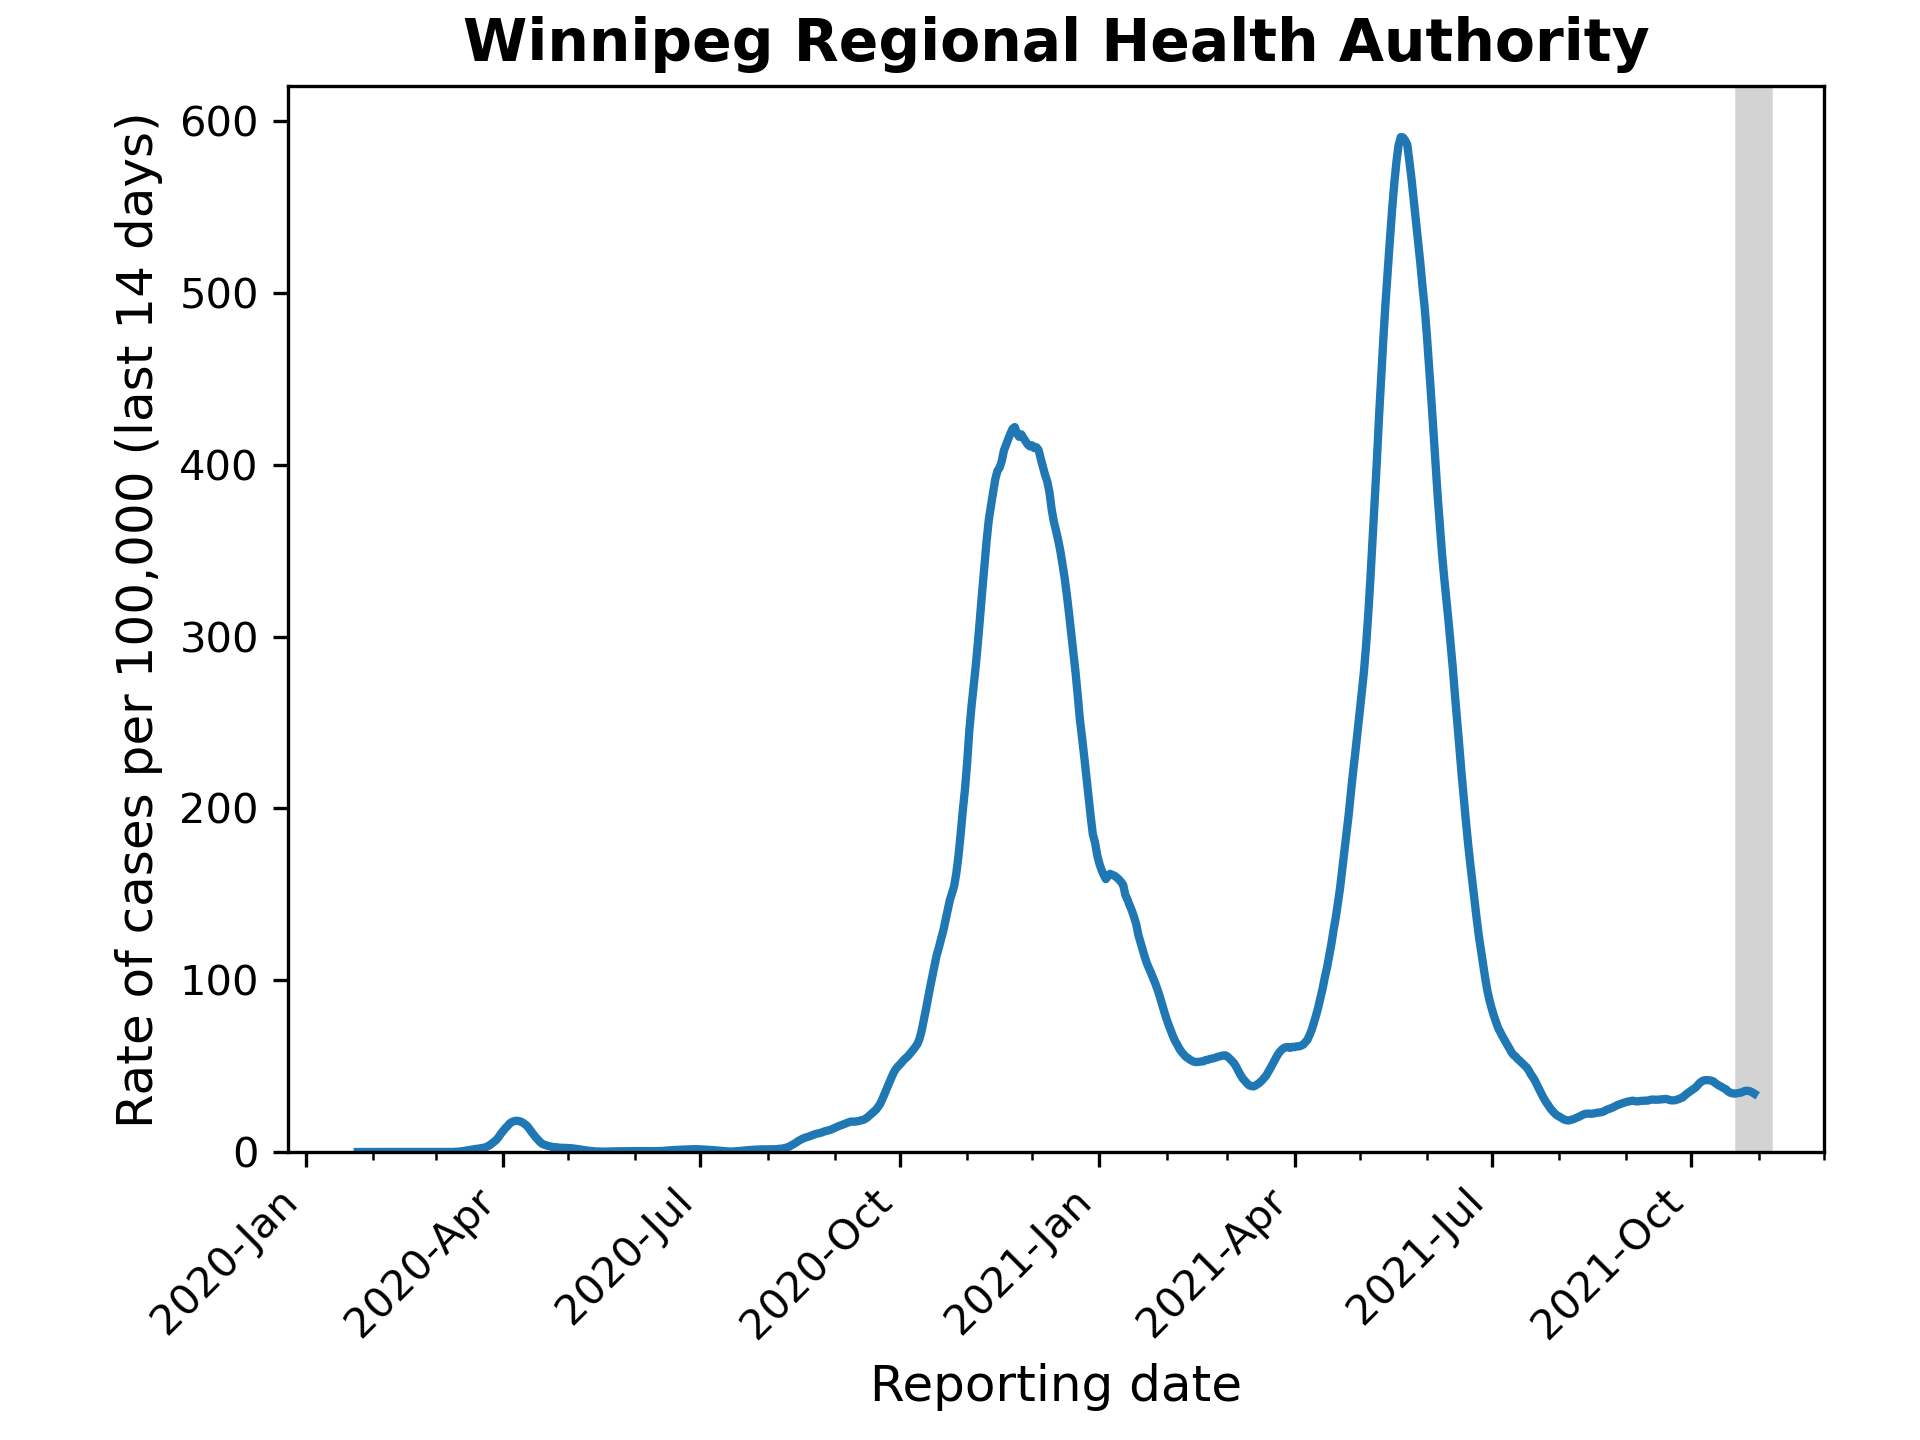 Winnipeg Regional Health Authority
Rate of cases per 100,000 (last 14 days)
600
500
400
300
200
100
0
2020-Jan
2020-Apr
2020-Jul
2020-Oct
2021-Jan
2021-Apr
2021-Jul
2021-Oct
Reporting date